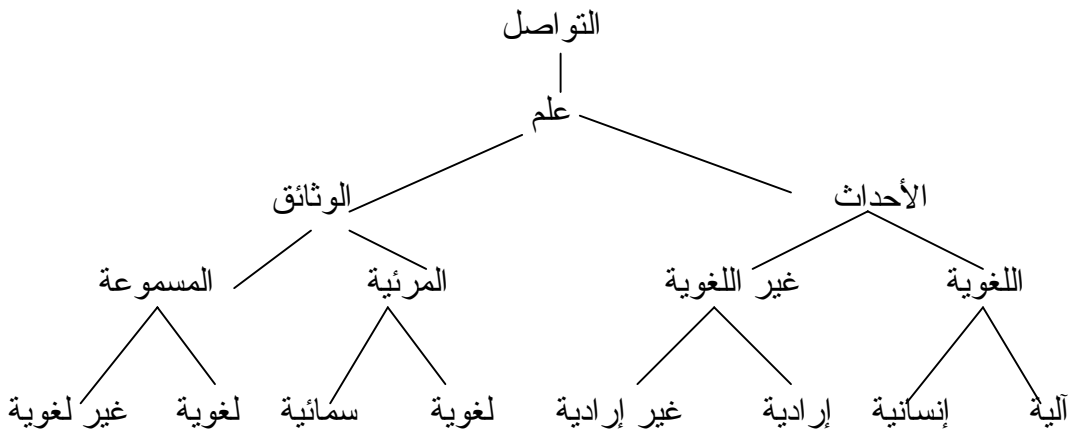 التواصل
علم
الأحداث الوثائق
اللغوية غير اللغوية المرئية المسموعة
آلية إنسانية إرادية غير إرادية لغوية سمائية لغوية غير لغوية